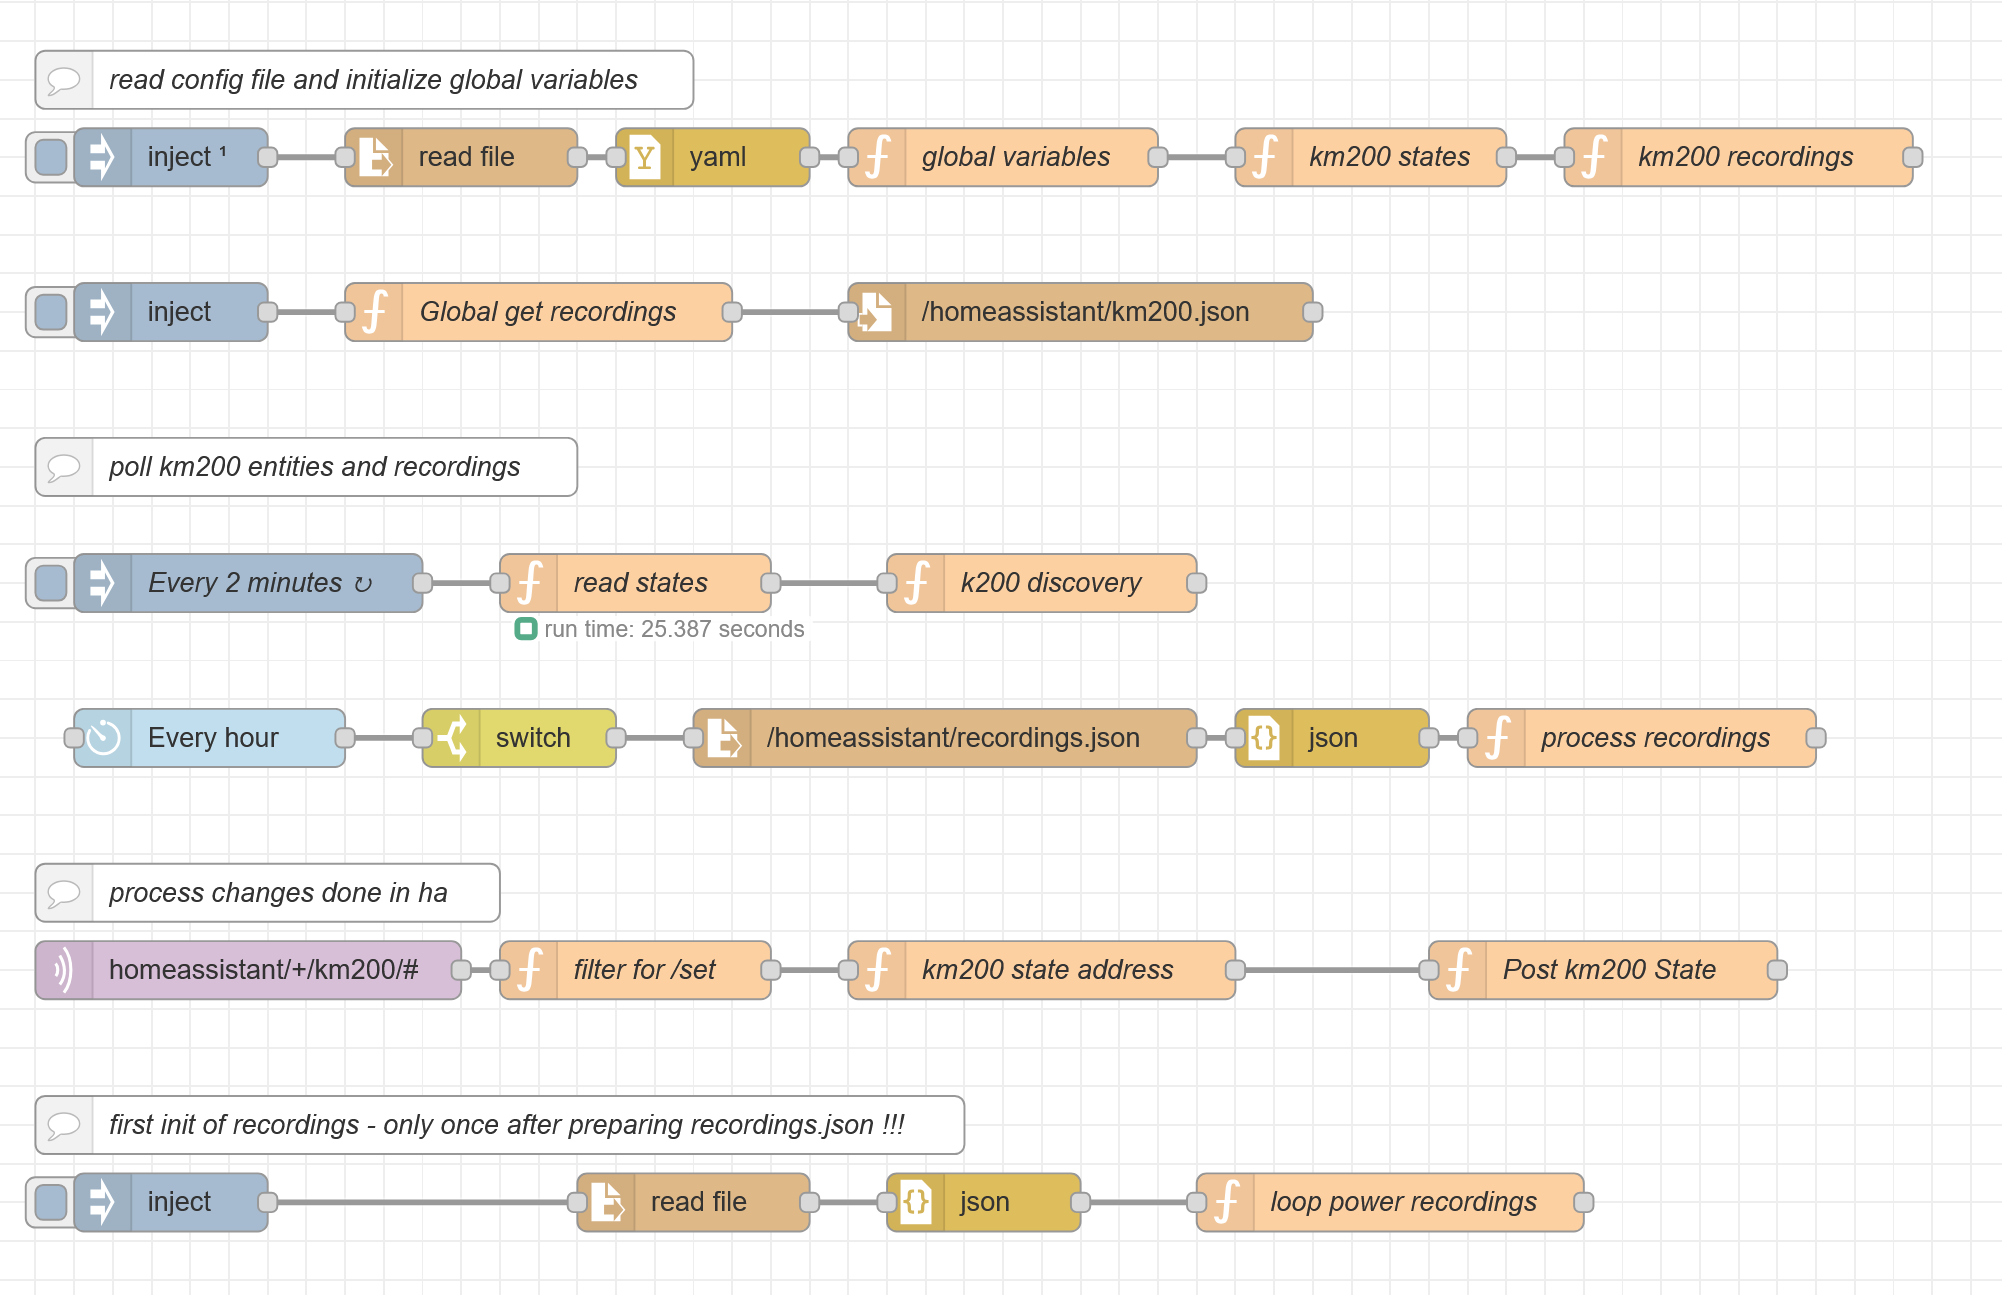 read config file and initialize global variables
inject ¹
read file
yaml
global variables
km200 states
km200 recordings
inject
Global get recordings
/homeassistant/km200.json
poll km200 entities and recordings
Every 2 minutes ↻
read states
k200 discovery
run time: 25.387 seconds
Every hour
switch
/homeassistant/recordings.json
json
process recordings
process changes done in ha
homeassistant/+/km200/#
filter for /set
km200 state address
Post km200 State
first init of recordings - only once after preparing recordings.json !!!
inject
read file
json
loop power recordings